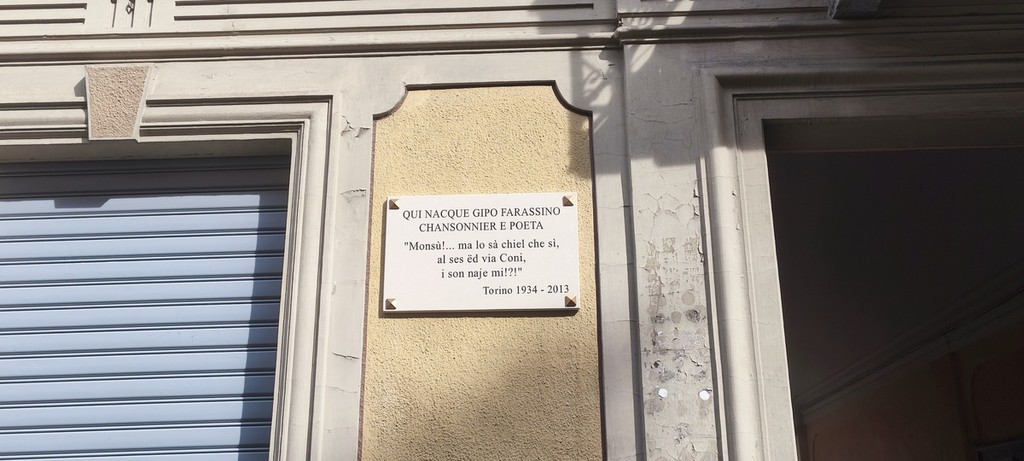 QUI NACQUE GIPO FARASSINO
CHANSONNIER E POETA
"Monsù!... ma lo sà chiel che sì,
al ses ëd via Coni,
i son naje mi!?!"
Torino 1934 - 2013